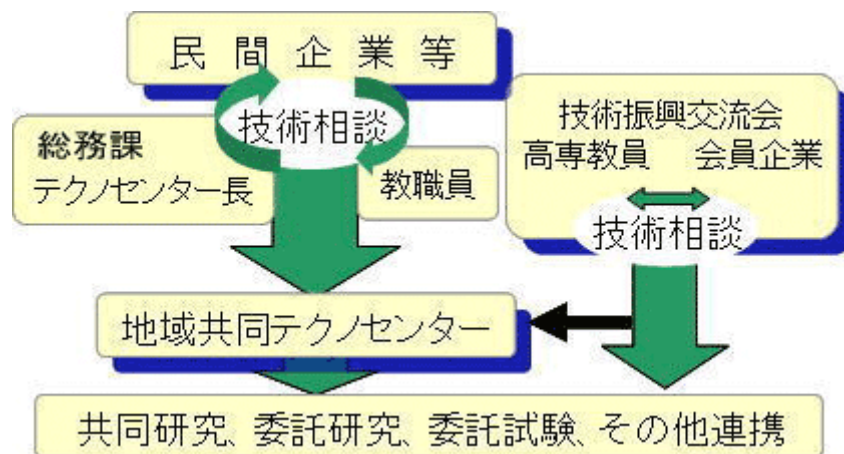 民間企業等
技術相談
総務課
テクノセンター長
教職員
技術振興交流会
高専教員　会員企業
技術相談
地域共同テクノセンター
共同研究、委託研究、委託試験、その他連携